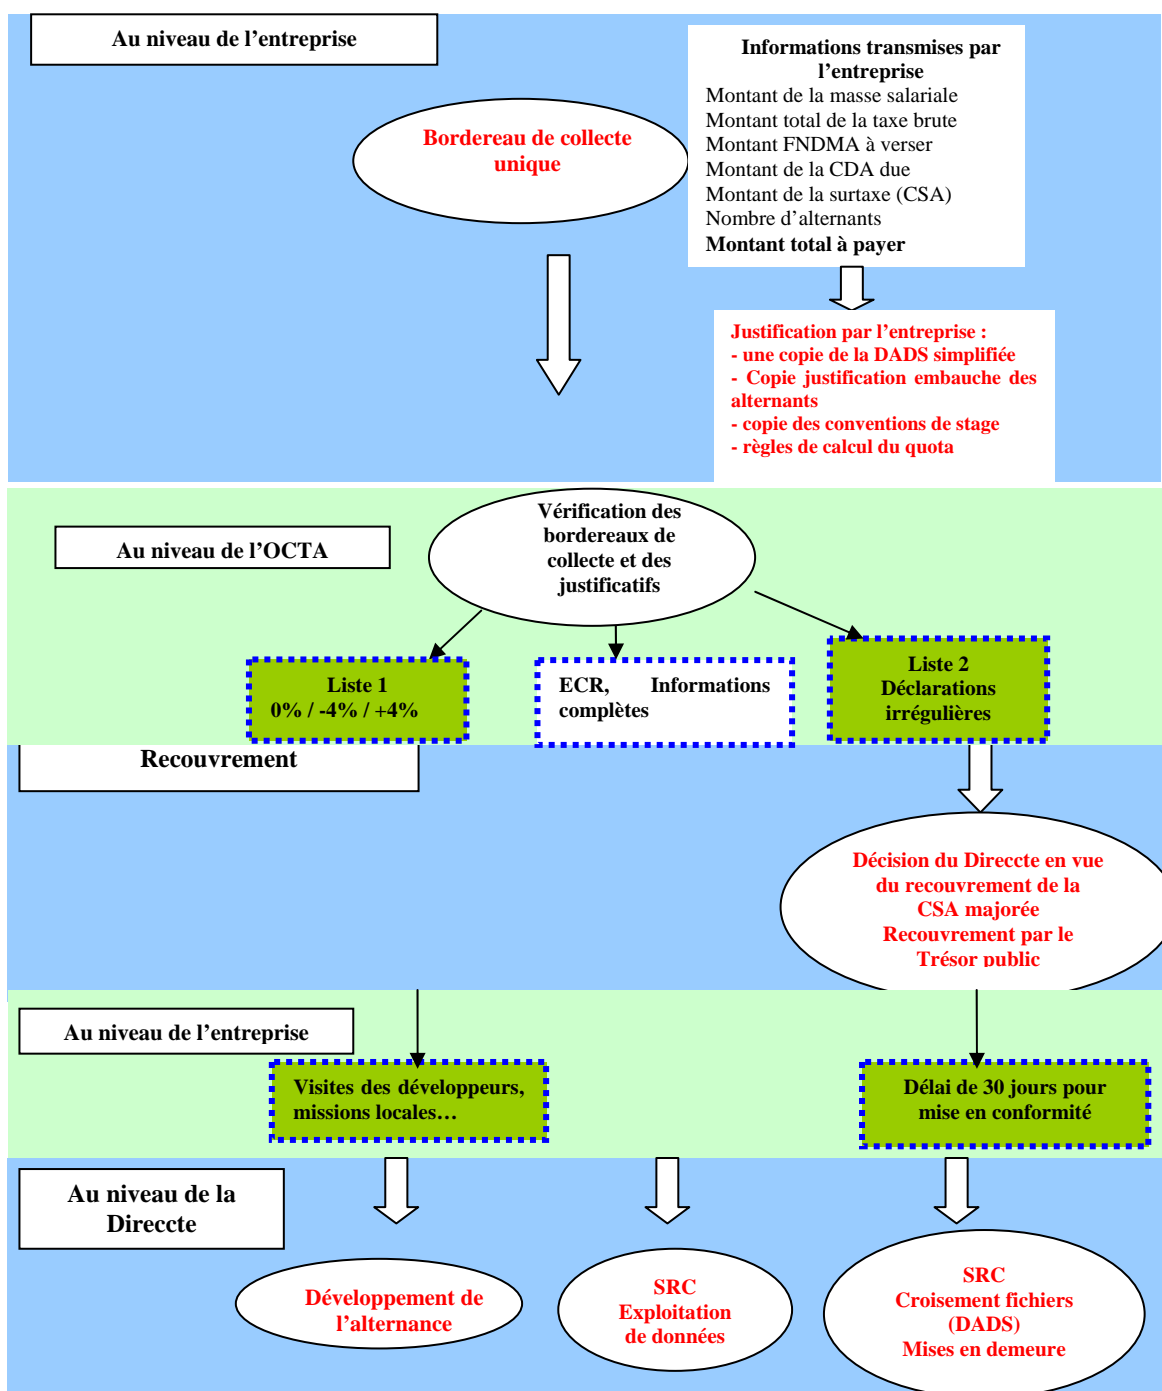 Au niveau de l’entreprise
Informations transmises par
l’entreprise
Montant de la masse salariale
Montant total de la taxe brute
Montant FNDMA à verser
Montant de la CDA due
Montant de la surtaxe (CSA)
Nombre d’alternants
Montant total à payer
Bordereau de collecte
unique
Justification par l’entreprise :
- une copie de la DADS simplifiée
- Copie justification embauche des
alternants
- copie des conventions de stage
- règles de calcul du quota
Au niveau de l’OCTA
Vérification des
bordereaux de
collecte et des
justificatifs
Liste 1
0% / -4% / +4%
ECR, Informations
complètes
Liste 2
Déclarations
irrégulières
Recouvrement
Décision du Direccte en vue
du recouvrement de la
CSA majorée
Recouvrement par le
Trésor public
Au niveau de l’entreprise
Visites des développeurs,
missions locales…
Délai de 30 jours pour
mise en conformité
Au niveau de la
Direccte
Développement de
l’alternance
SRC
Exploitation
de données
SRC
Croisement fichiers
(DADS)
Mises en demeure